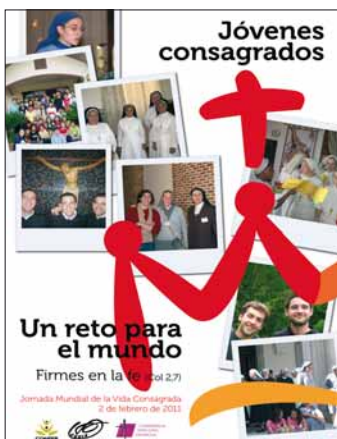 Jóvenes
consagrados
Un reto para
el mundo
Firmes en la fe (Col 2,7)
Jornada Mundial de la Vida Consagrada
2 de febrero de 2011
CONFER